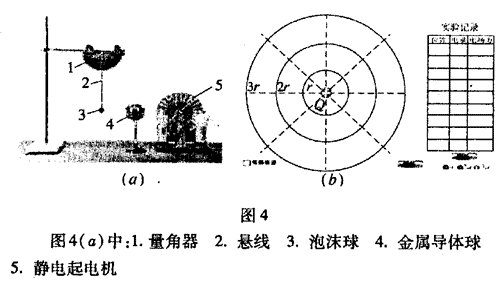 1
2
3
4
5
(a)
3r
2r
r
Q
(b)
实验记录
图4
图4(a)中:1. 量角器 2. 悬线 3. 泡沫球 4. 金属导体球
5. 静电起电机